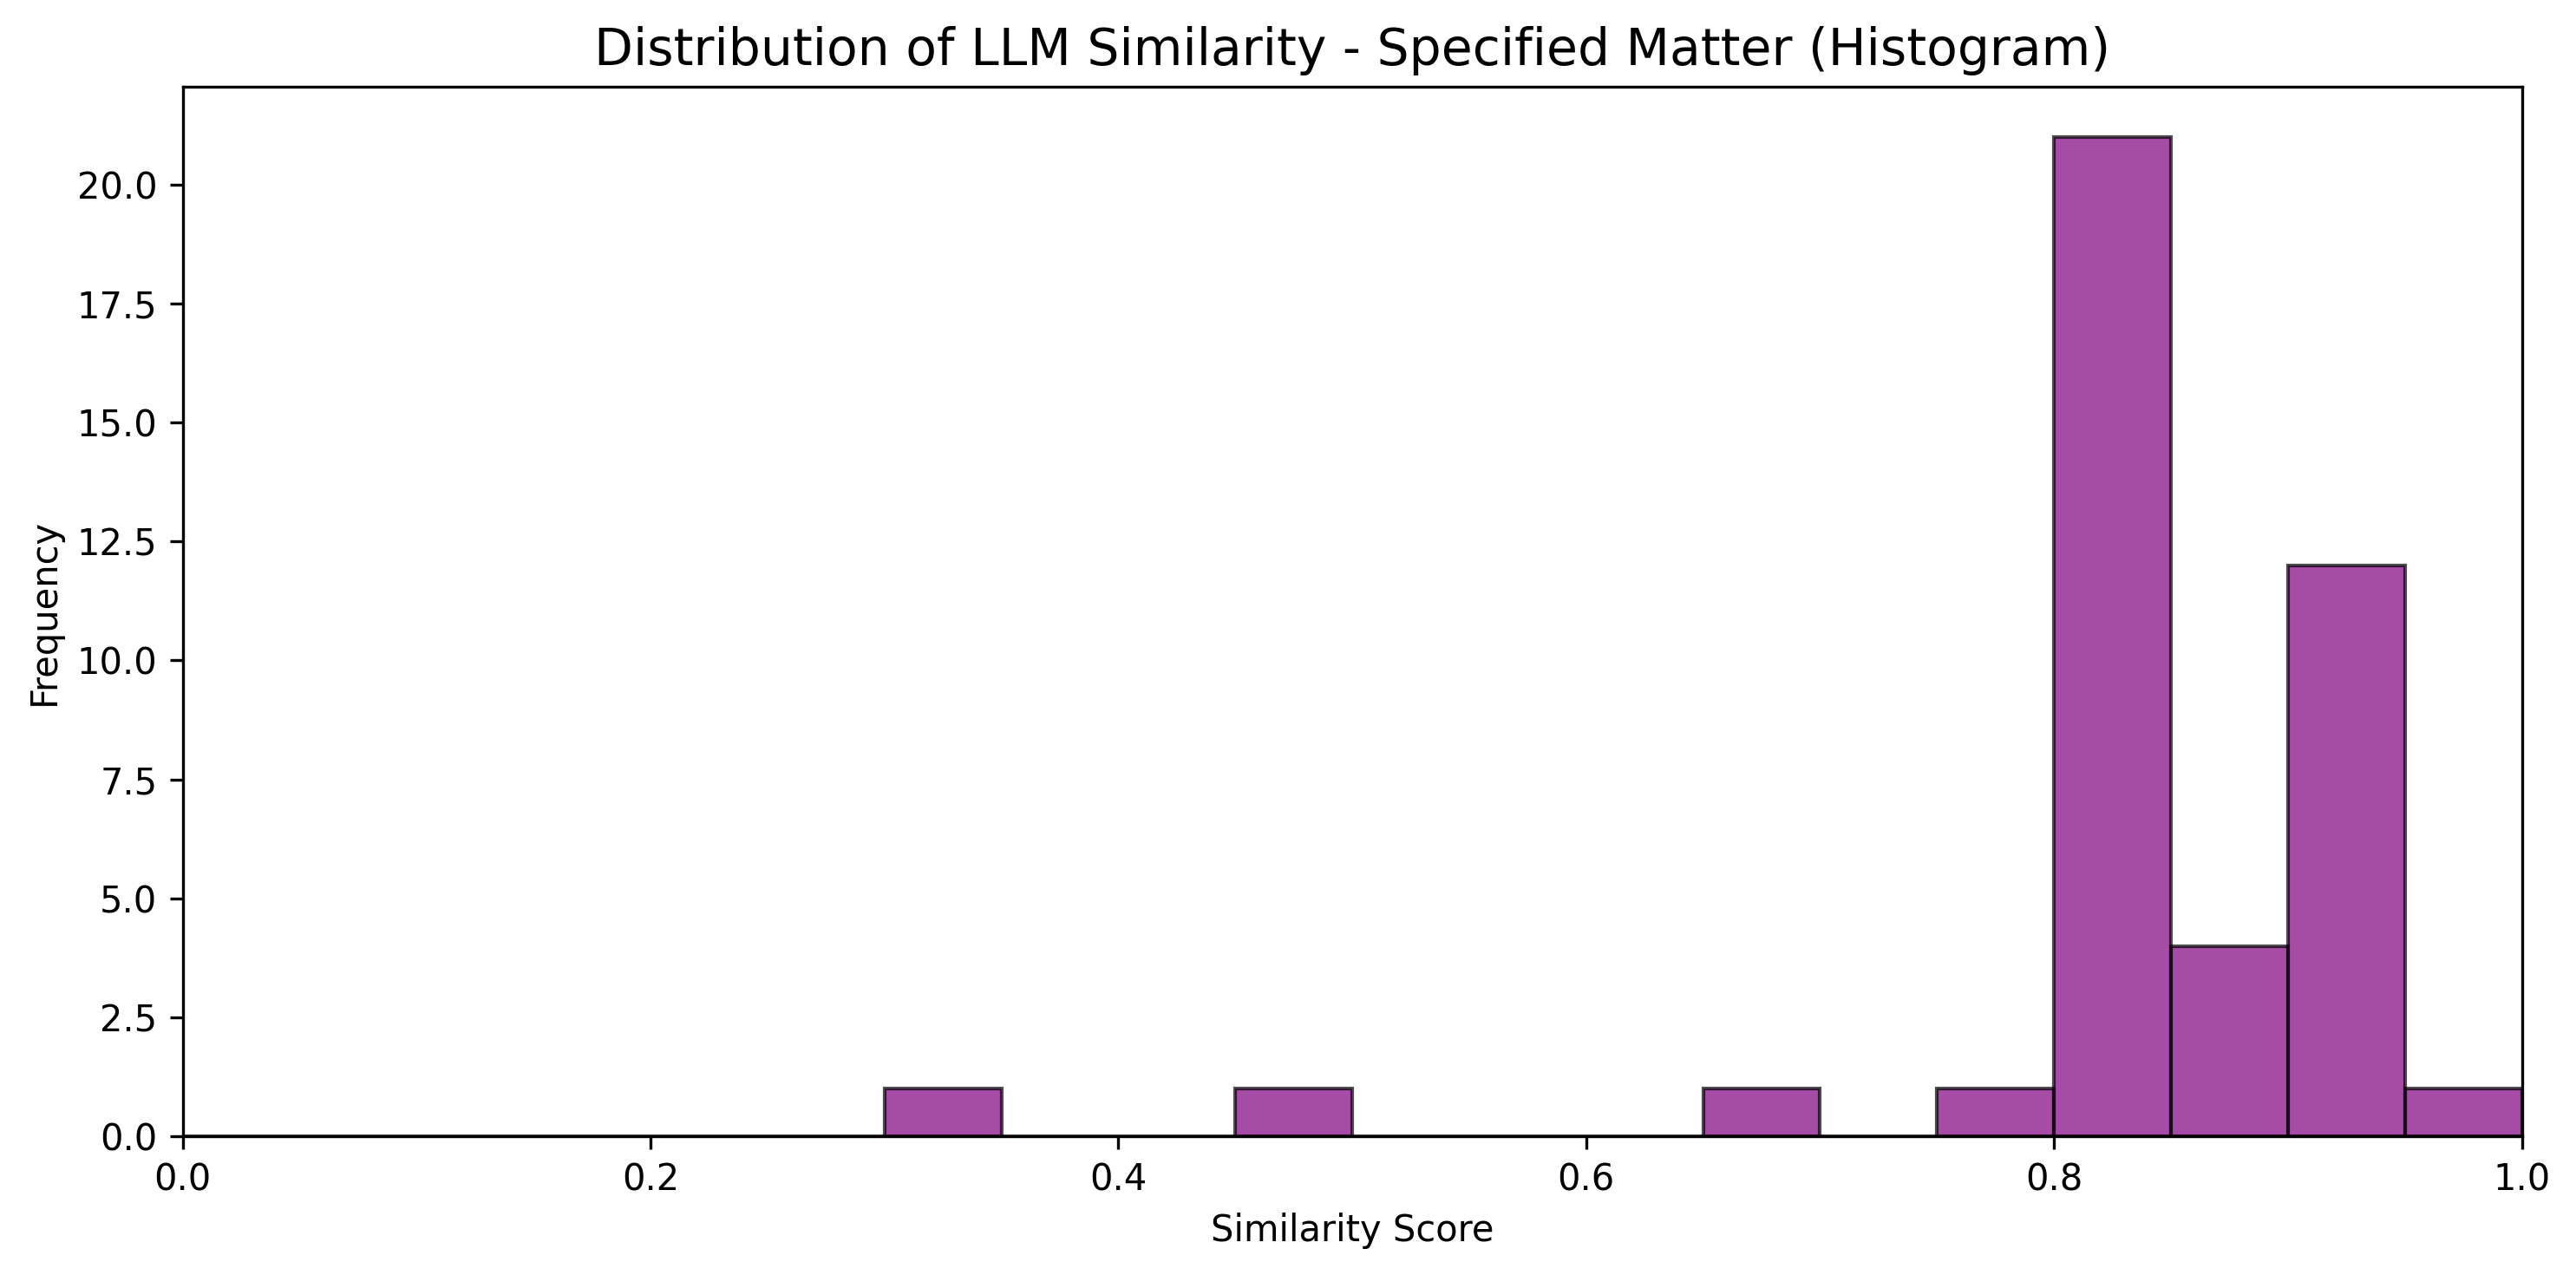 Distribution of LLM Similarity - Specified Matter (Histogram)
Frequency
20.0
17.5
15.0
12.5
10.0
7.5
5.0
2.5
0.0
0.0 0.2 0.4 0.6 0.8 1.0
Similarity Score